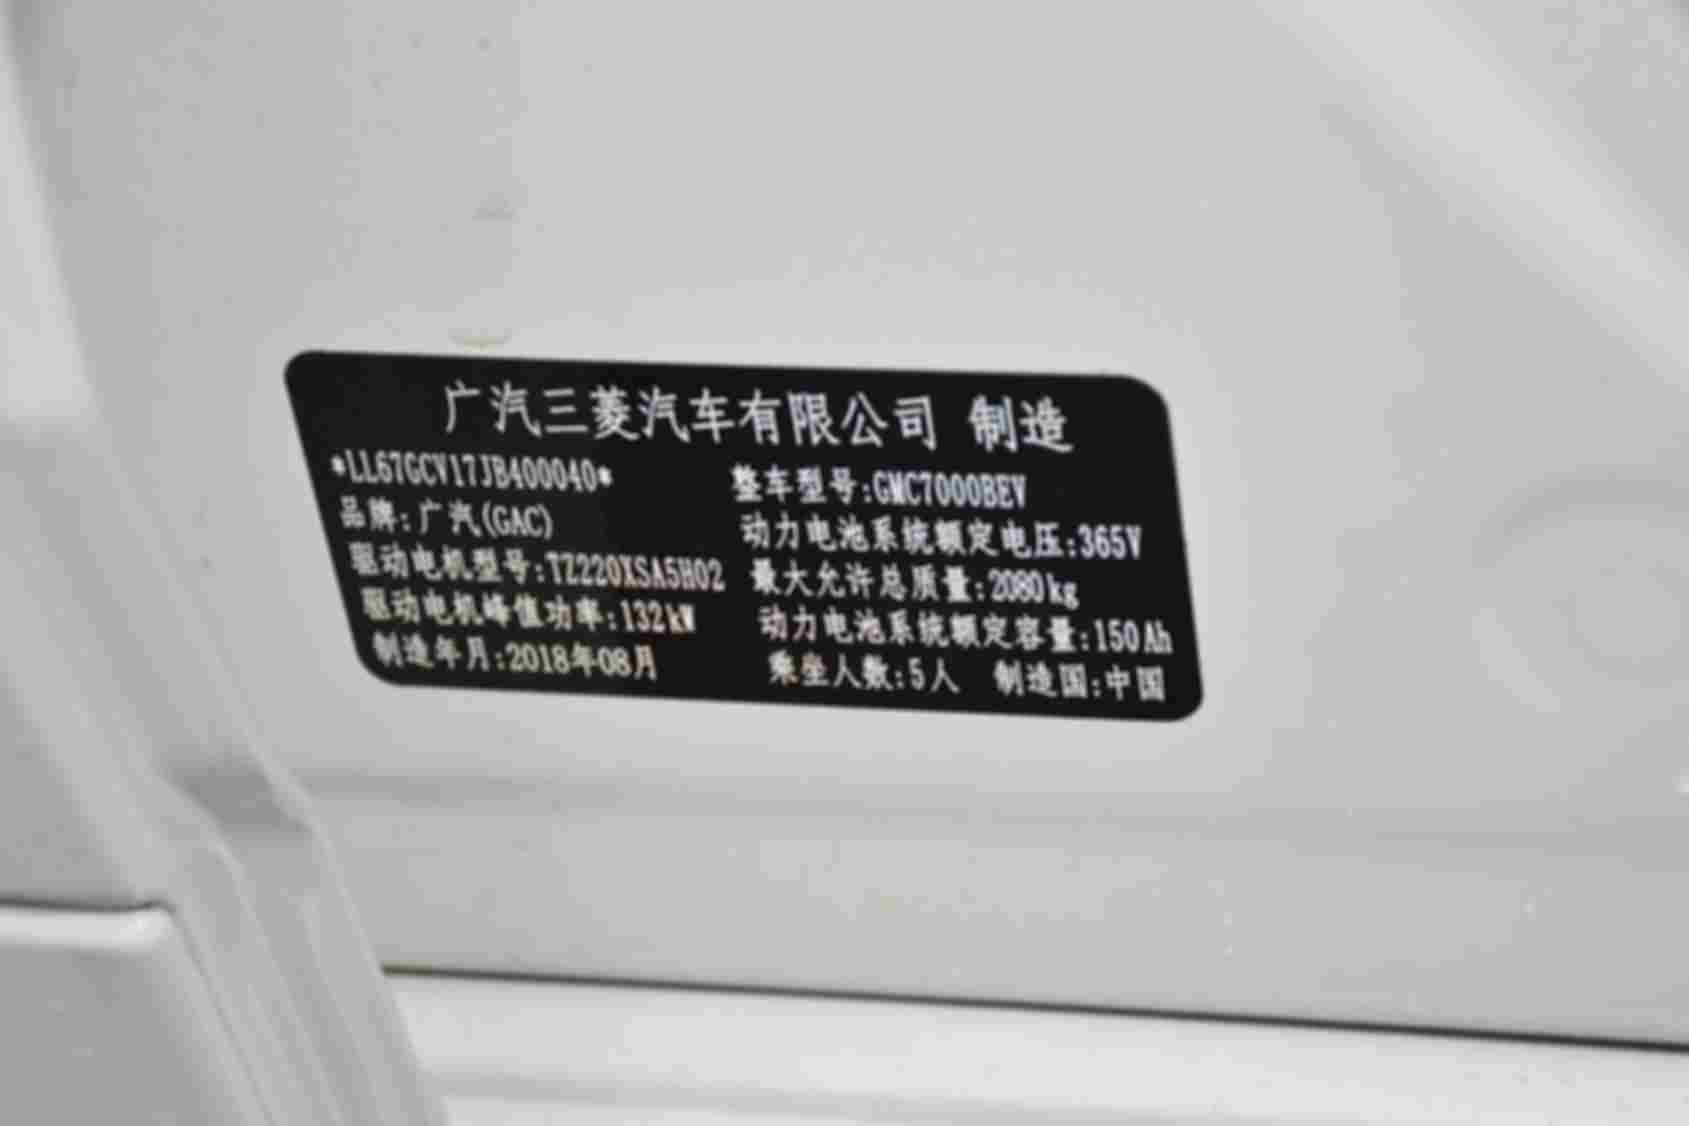 广汽三菱汽车有限公司 制造
*LL67GCV17JB400040*
品牌:广汽(GAC)
驱动电机型号:TZ220XSA5H02
驱动电机峰值功率:132kW
制造年月:2018年08月
整车型号:GMC7000BEV
动力电池系统额定电压:365V
最大允许总质量:2080kg
动力电池系统额定容量:150Ah
乘坐人数:5人 制造国:中国